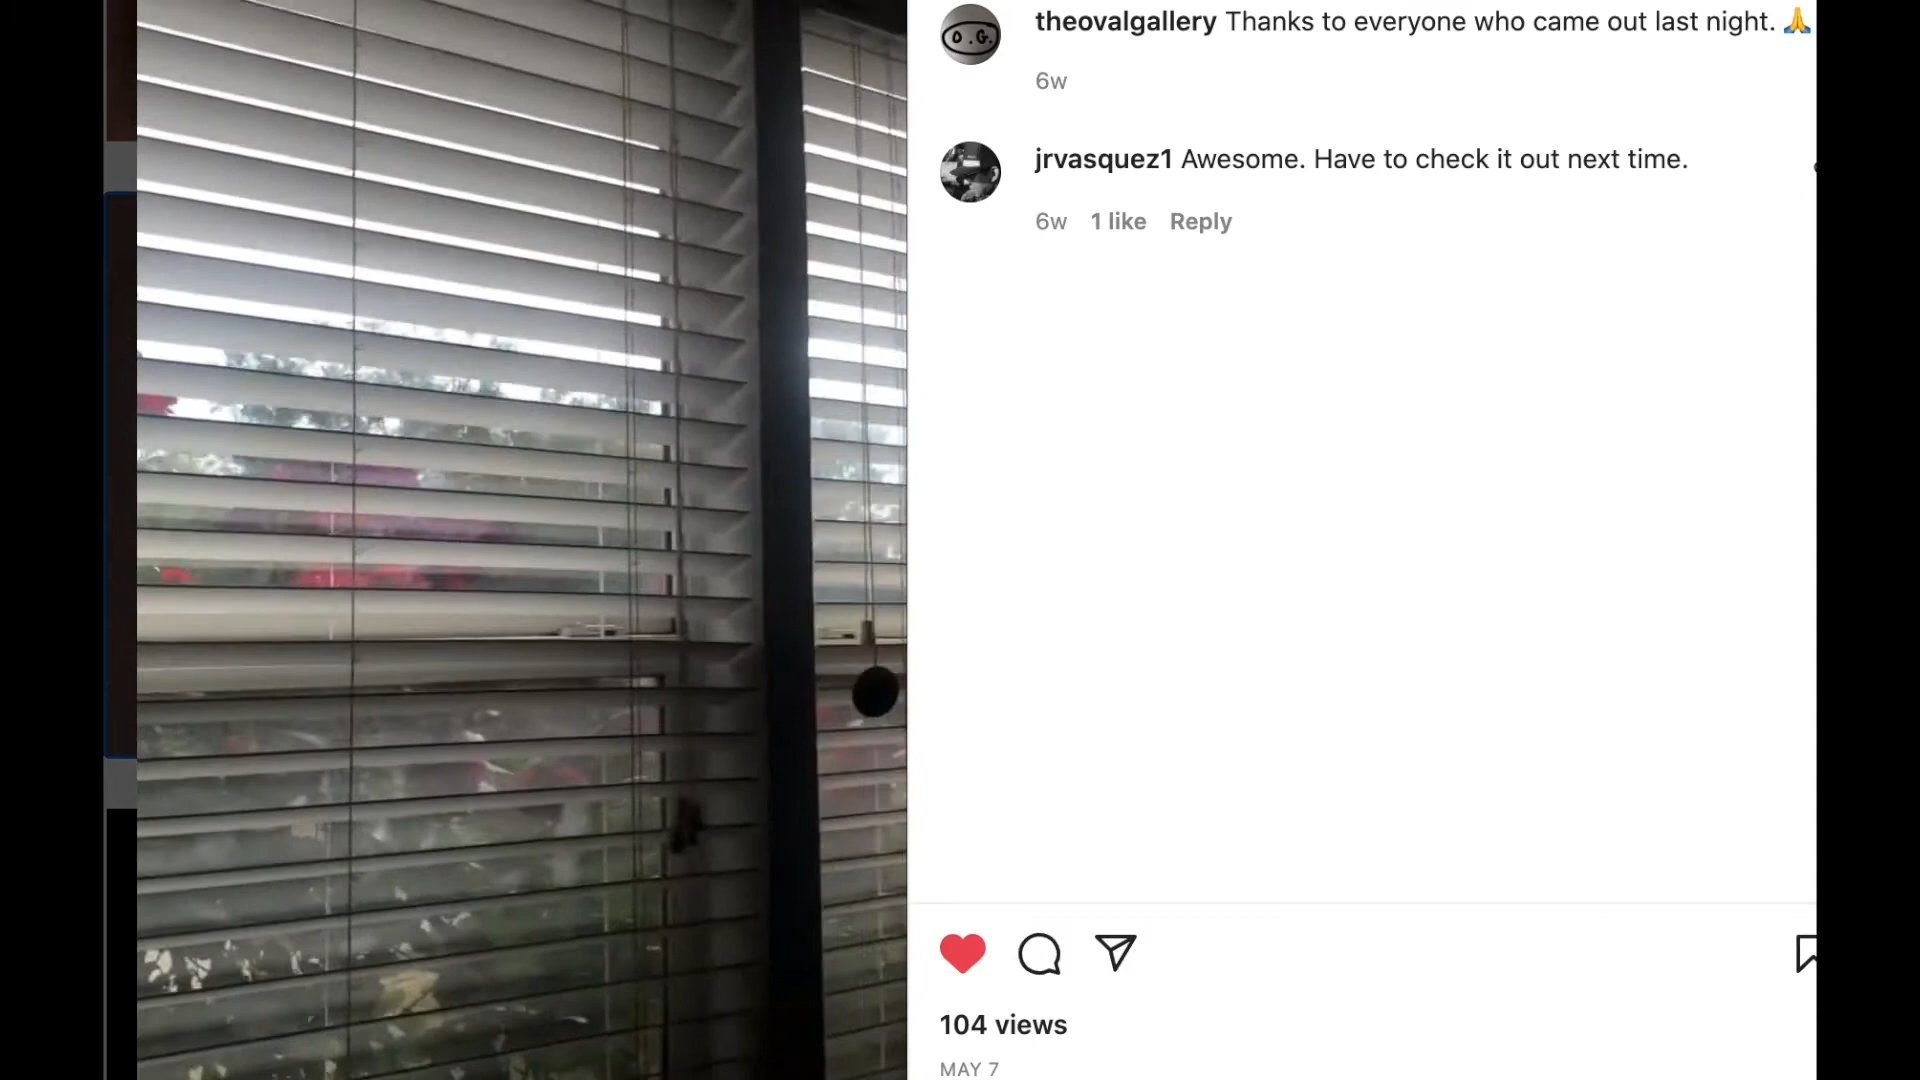 O.G.
theovalgallery Thanks to everyone who came out last night. 🙏
6w
jrvasquez1 Awesome. Have to check it out next time.
6w 1 like Reply
104 views
MAY 7